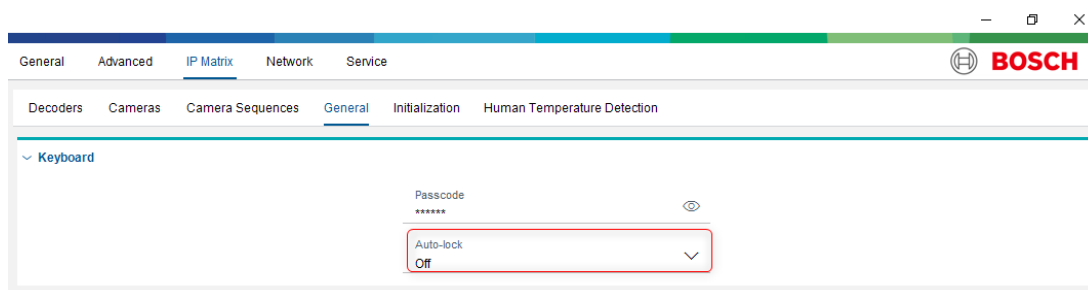 General Advanced IP Matrix Network Service BOSCH
Decoders Cameras Camera Sequences General Initialization Human Temperature Detection
Keyboard
Passcode
******
Auto-lock
Off